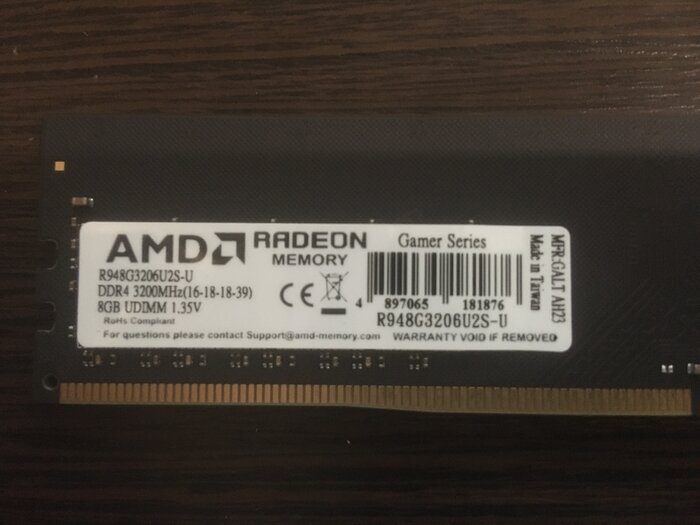 AMD RADEON MEMORY
Gamer Series
R948G3206U2S-U
DDR4 3200MHz(16-18-18-39)
8GB UDIMM 1.35V
RoHs Compliant
For questions please contact Support@amd-memory.com
CE
4 897065 181876
R948G3206U2S-U
WARRANTY VOID IF REMOVED
MFR:GALT AH23
Made in Taiwan